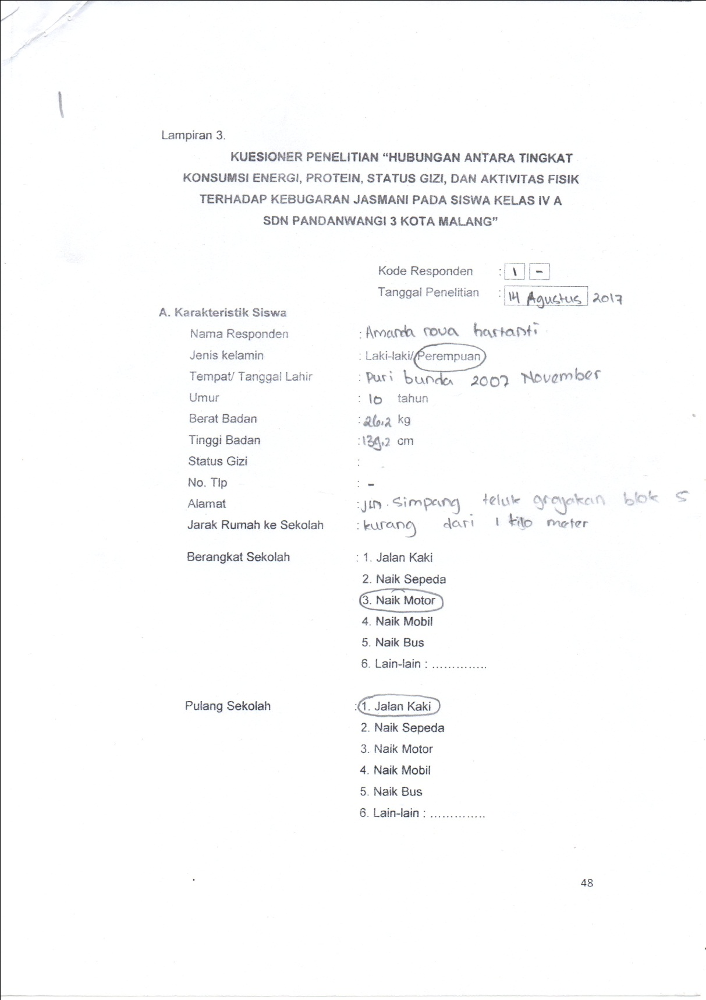 1
Lampiran 3.
KUESIONER PENELITIAN “HUBUNGAN ANTARA TINGKAT
KONSUMSI ENERGI, PROTEIN, STATUS GIZI, DAN AKTIVITAS FISIK
TERHADAP KEBUGARAN JASMANI PADA SISWA KELAS IV A
SDN PANDANWANGI 3 KOTA MALANG”
Kode Responden : 1 -
Tanggal Penelitian : 14 Agustus 2017
A. Karakteristik Siswa
Nama Responden : Amanda nova hartanti
Jenis kelamin : Laki-laki/ Perempuan
Tempat/ Tanggal Lahir : Puri bunda 2007 November
Umur : 10 tahun
Berat Badan : 26.2 kg
Tinggi Badan : 139.2 cm
Status Gizi :
No. Tlp : -
Alamat : jln. Simpang teluk grajakan blok S
Jarak Rumah ke Sekolah : kurang dari 1 kilo meter
Berangkat Sekolah : 1. Jalan Kaki
2. Naik Sepeda
3. Naik Motor
4. Naik Mobil
5. Naik Bus
6. Lain-lain : ..............
Pulang Sekolah : 1. Jalan Kaki
2. Naik Sepeda
3. Naik Motor
4. Naik Mobil
5. Naik Bus
6. Lain-lain : ..............
48